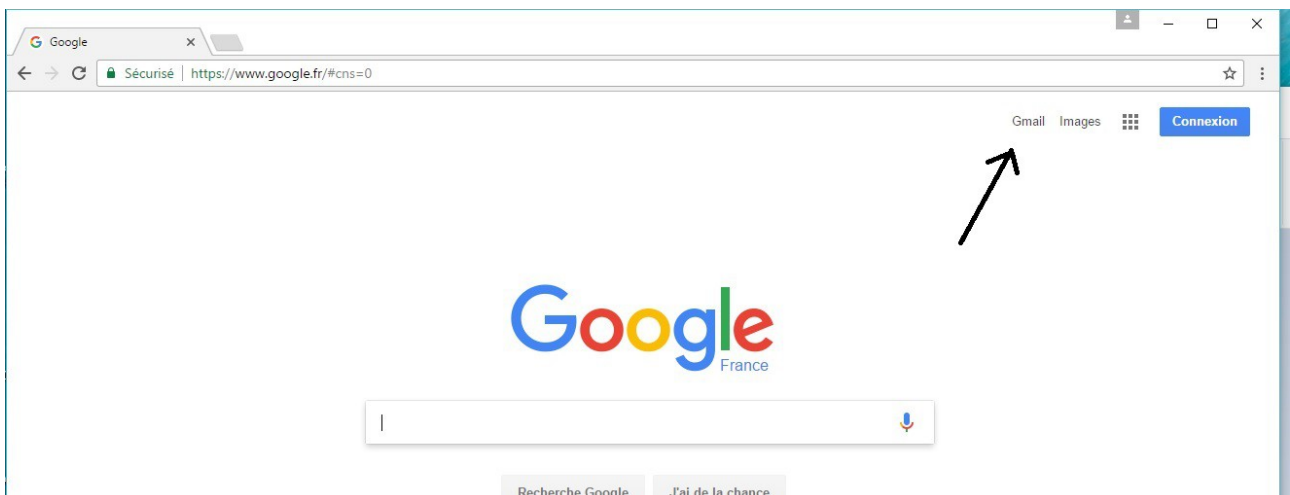 Google
Sécurisé | https://www.google.fr/#cns=0
Gmail Images Connexion
Google
France
Recherche Google J'ai de la chance